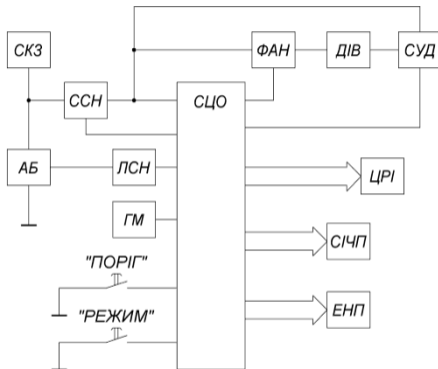 СКЗ
ФАН
ДІВ
СУД
ССН
СЦО
АБ
ЛСН
ЦРІ
ГМ
СІЧП
"ПОРІГ"
ЕНП
"РЕЖИМ"